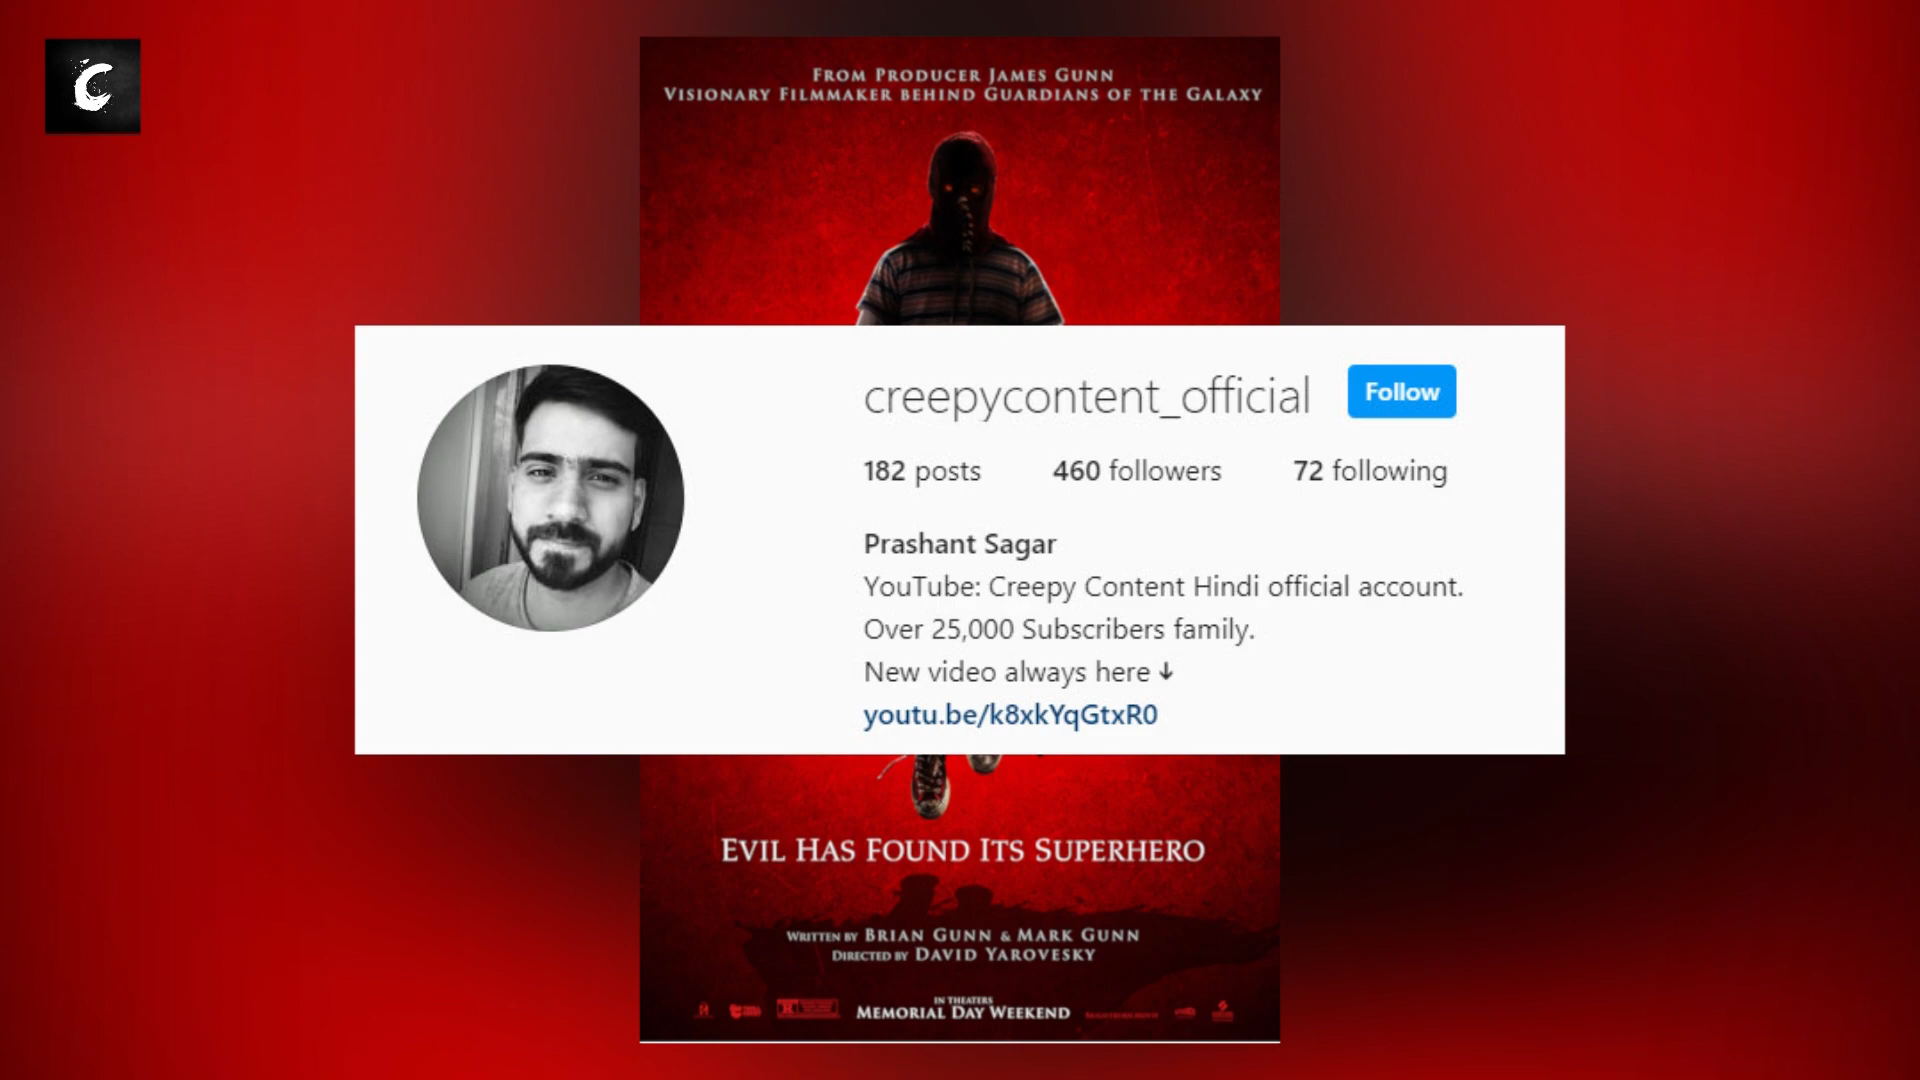 FROM PRODUCER JAMES GUNN
VISIONARY FILMMAKER BEHIND GUARDIANS OF THE GALAXY
creepycontent_official Follow
182 posts 460 followers 72 following
Prashant Sagar
YouTube: Creepy Content Hindi official account.
Over 25,000 Subscribers family.
New video always here ↓
youtu.be/k8xkYqGtxR0
EVIL HAS FOUND ITS SUPERHERO
WRITTEN BY BRIAN GUNN & MARK GUNN
DIRECTED BY DAVID YAROVESKY
IN THEATERS
MEMORIAL DAY WEEKEND